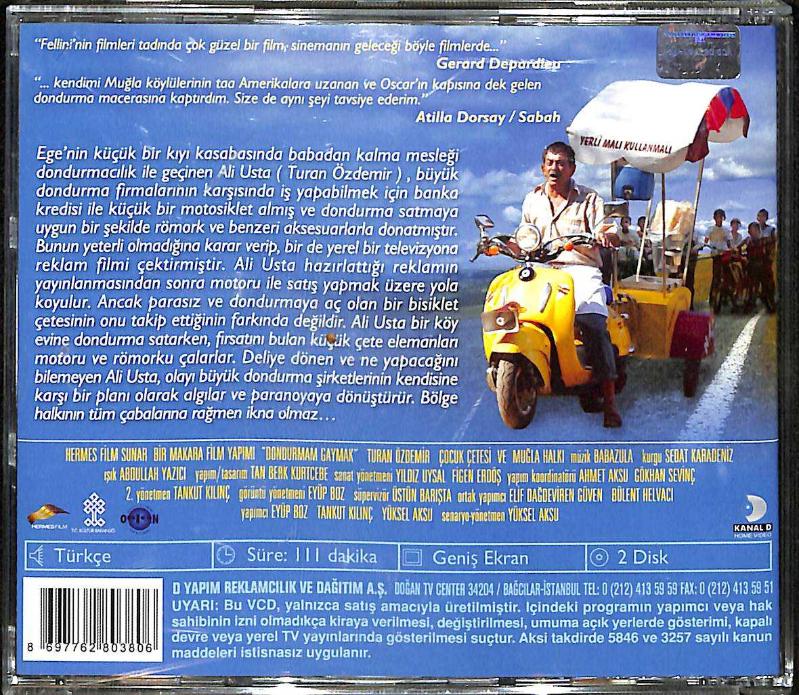 “Fellini'nin filmleri tadında çok güzel bir film, sinemanın geleceği böyle filmlerde...”
Gerard Depardieu
“... kendimi Muğla köylülerinin taa Amerikalara uzanan ve Oscar'ın kapısına dek gelen
dondurma macerasına kaptırdım. Size de aynı şeyi tavsiye ederim.”
Atilla Dorsay / Sabah
YERLİ MALI KULLANMALI
Ege'nin küçük bir kıyı kasabasında babadan kalma mesleği
dondurmacılık ile geçinen Ali Usta ( Turan Özdemir ) , büyük
dondurma firmalarının karşısında iş yapabilmek için banka
kredisi ile küçük bir motosiklet almış ve dondurma satmaya
uygun bir şekilde römork ve benzeri aksesuarlarla donatmıştır.
Bunun yeterli olmadığına karar verip, bir de yerel bir televizyona
reklam filmi çektirmiştir. Ali Usta hazırlattığı reklamın
yayınlanmasından sonra motoru ile satış yapmak üzere yola
koyulur. Ancak parasız ve dondurmaya aç olan bir bisiklet
çetesinin onu takip ettiğinin farkında değildir. Ali Usta bir köy
evine dondurma satarken, fırsatını bulan küçük çete elemanları
motoru ve römorku çalarlar. Deliye dönen ve ne yapacağını
bilemeyen Ali Usta, olayı büyük dondurma şirketlerinin kendisine
karşı bir planı olarak algılar ve paranoyaya dönüştürür. Bölge
halkının tüm çabalarına rağmen ikna olmaz…
HERMES FİLM SUNAR BİR MAKARA FİLM YAPIMI "DONDURMAM GAYMAK" TURAN ÖZDEMİR ÇOCUK ÇETESİ VE MUĞLA HALKI müzik BABAZULA kurgu SEDAT KARADENİZ
ışık ABDULLAH YAZICI yapım/tasarım TAN BERK KURTCEBE sanat yönetmeni YILDIZ UYSAL FİGEN ERDÖŞ yapım koordinatörü AHMET AKSU GÖKHAN SEVİNÇ
2. yönetmen TANKUT KILINÇ görüntü yönetmeni EYÜP BOZ süpervizör ÜSTÜN BARIŞTA ortak yapımcı ELİF DAĞDEVİREN GÜVEN BÜLENT HELVACI
yapımcı EYÜP BOZ TANKUT KILINÇ YÜKSEL AKSU senaryo-yönetmen YÜKSEL AKSU
HERMES FILM
T.C. KÜLTÜR BAKANLIĞI
KANAL D
HOME VIDEO
Türkçe
Süre: 111 dakika
Geniş Ekran
2 Disk
D YAPIM REKLAMCILIK VE DAĞITIM A.Ş. DOĞAN TV CENTER 34204 / BAĞCILAR-İSTANBUL TEL: 0 (212) 413 59 59 FAX: 0 (212) 413 59 51
UYARI: Bu VCD, yalnızca satış amacıyla üretilmiştir. Içindeki programın yapımcı veya hak
sahibinin izni olmadıkça kiraya verilmesi, değiştirilmesi, umuma açık yerlerde gösterimi, kapalı
devre veya yerel TV yayınlarında gösterilmesi suçtur. Aksi takdirde 5846 ve 3257 sayılı kanun
maddeleri istisnasız uygulanır.
8 697762 803806